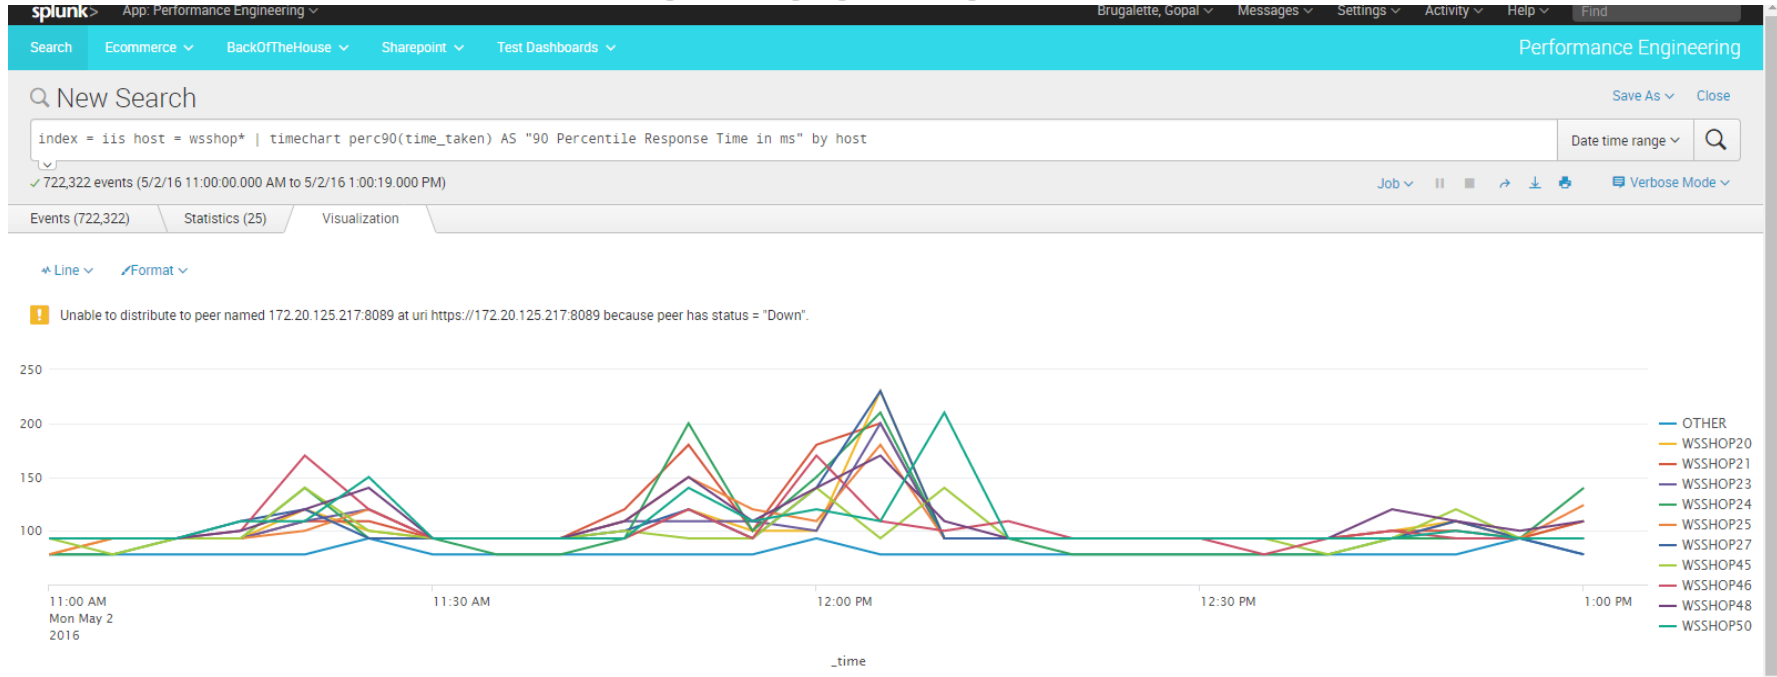 splunk> App: Performance Engineering Brugalette, Gopal Messages Settings Activity Help Find
Search Ecommerce BackOfTheHouse Sharepoint Test Dashboards Performance Engineering
New Search Save As Close
index = iis host = wsshop* | timechart perc90(time_taken) AS "90 Percentile Response Time in ms" by host Date time range
722,322 events (5/2/16 11:00:00.000 AM to 5/2/16 1:00:19.000 PM) Job Verbose Mode
Events (722,322) Statistics (25) Visualization
Line Format
! Unable to distribute to peer named 172.20.125.217:8089 at uri https://172.20.125.217:8089 because peer has status = "Down".
250
200
150
100
11:00 AM 11:30 AM 12:00 PM 12:30 PM 1:00 PM
Mon May 2
2016
_time
OTHER
WSSHOP20
WSSHOP21
WSSHOP23
WSSHOP24
WSSHOP25
WSSHOP27
WSSHOP45
WSSHOP46
WSSHOP48
WSSHOP50